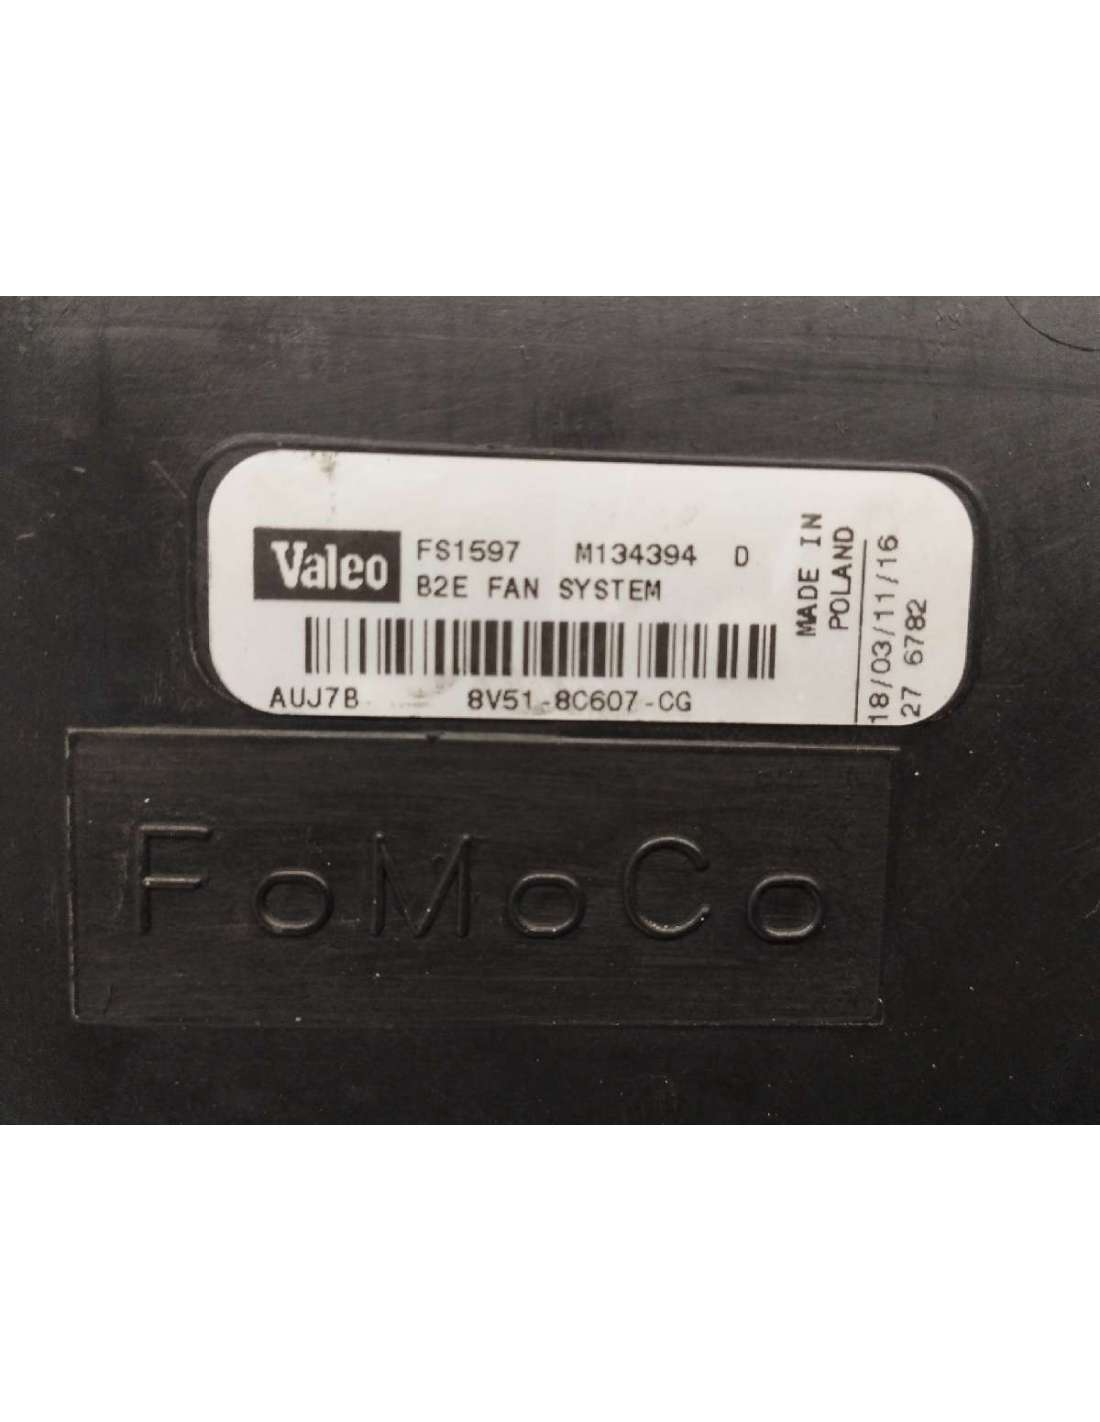 Valeo
FS1597 M134394 D
B2E FAN SYSTEM
AUJ7B 8V51-8C607-CG
MADE IN
POLAND
18/03/11/16
27 6782
FoMoCo